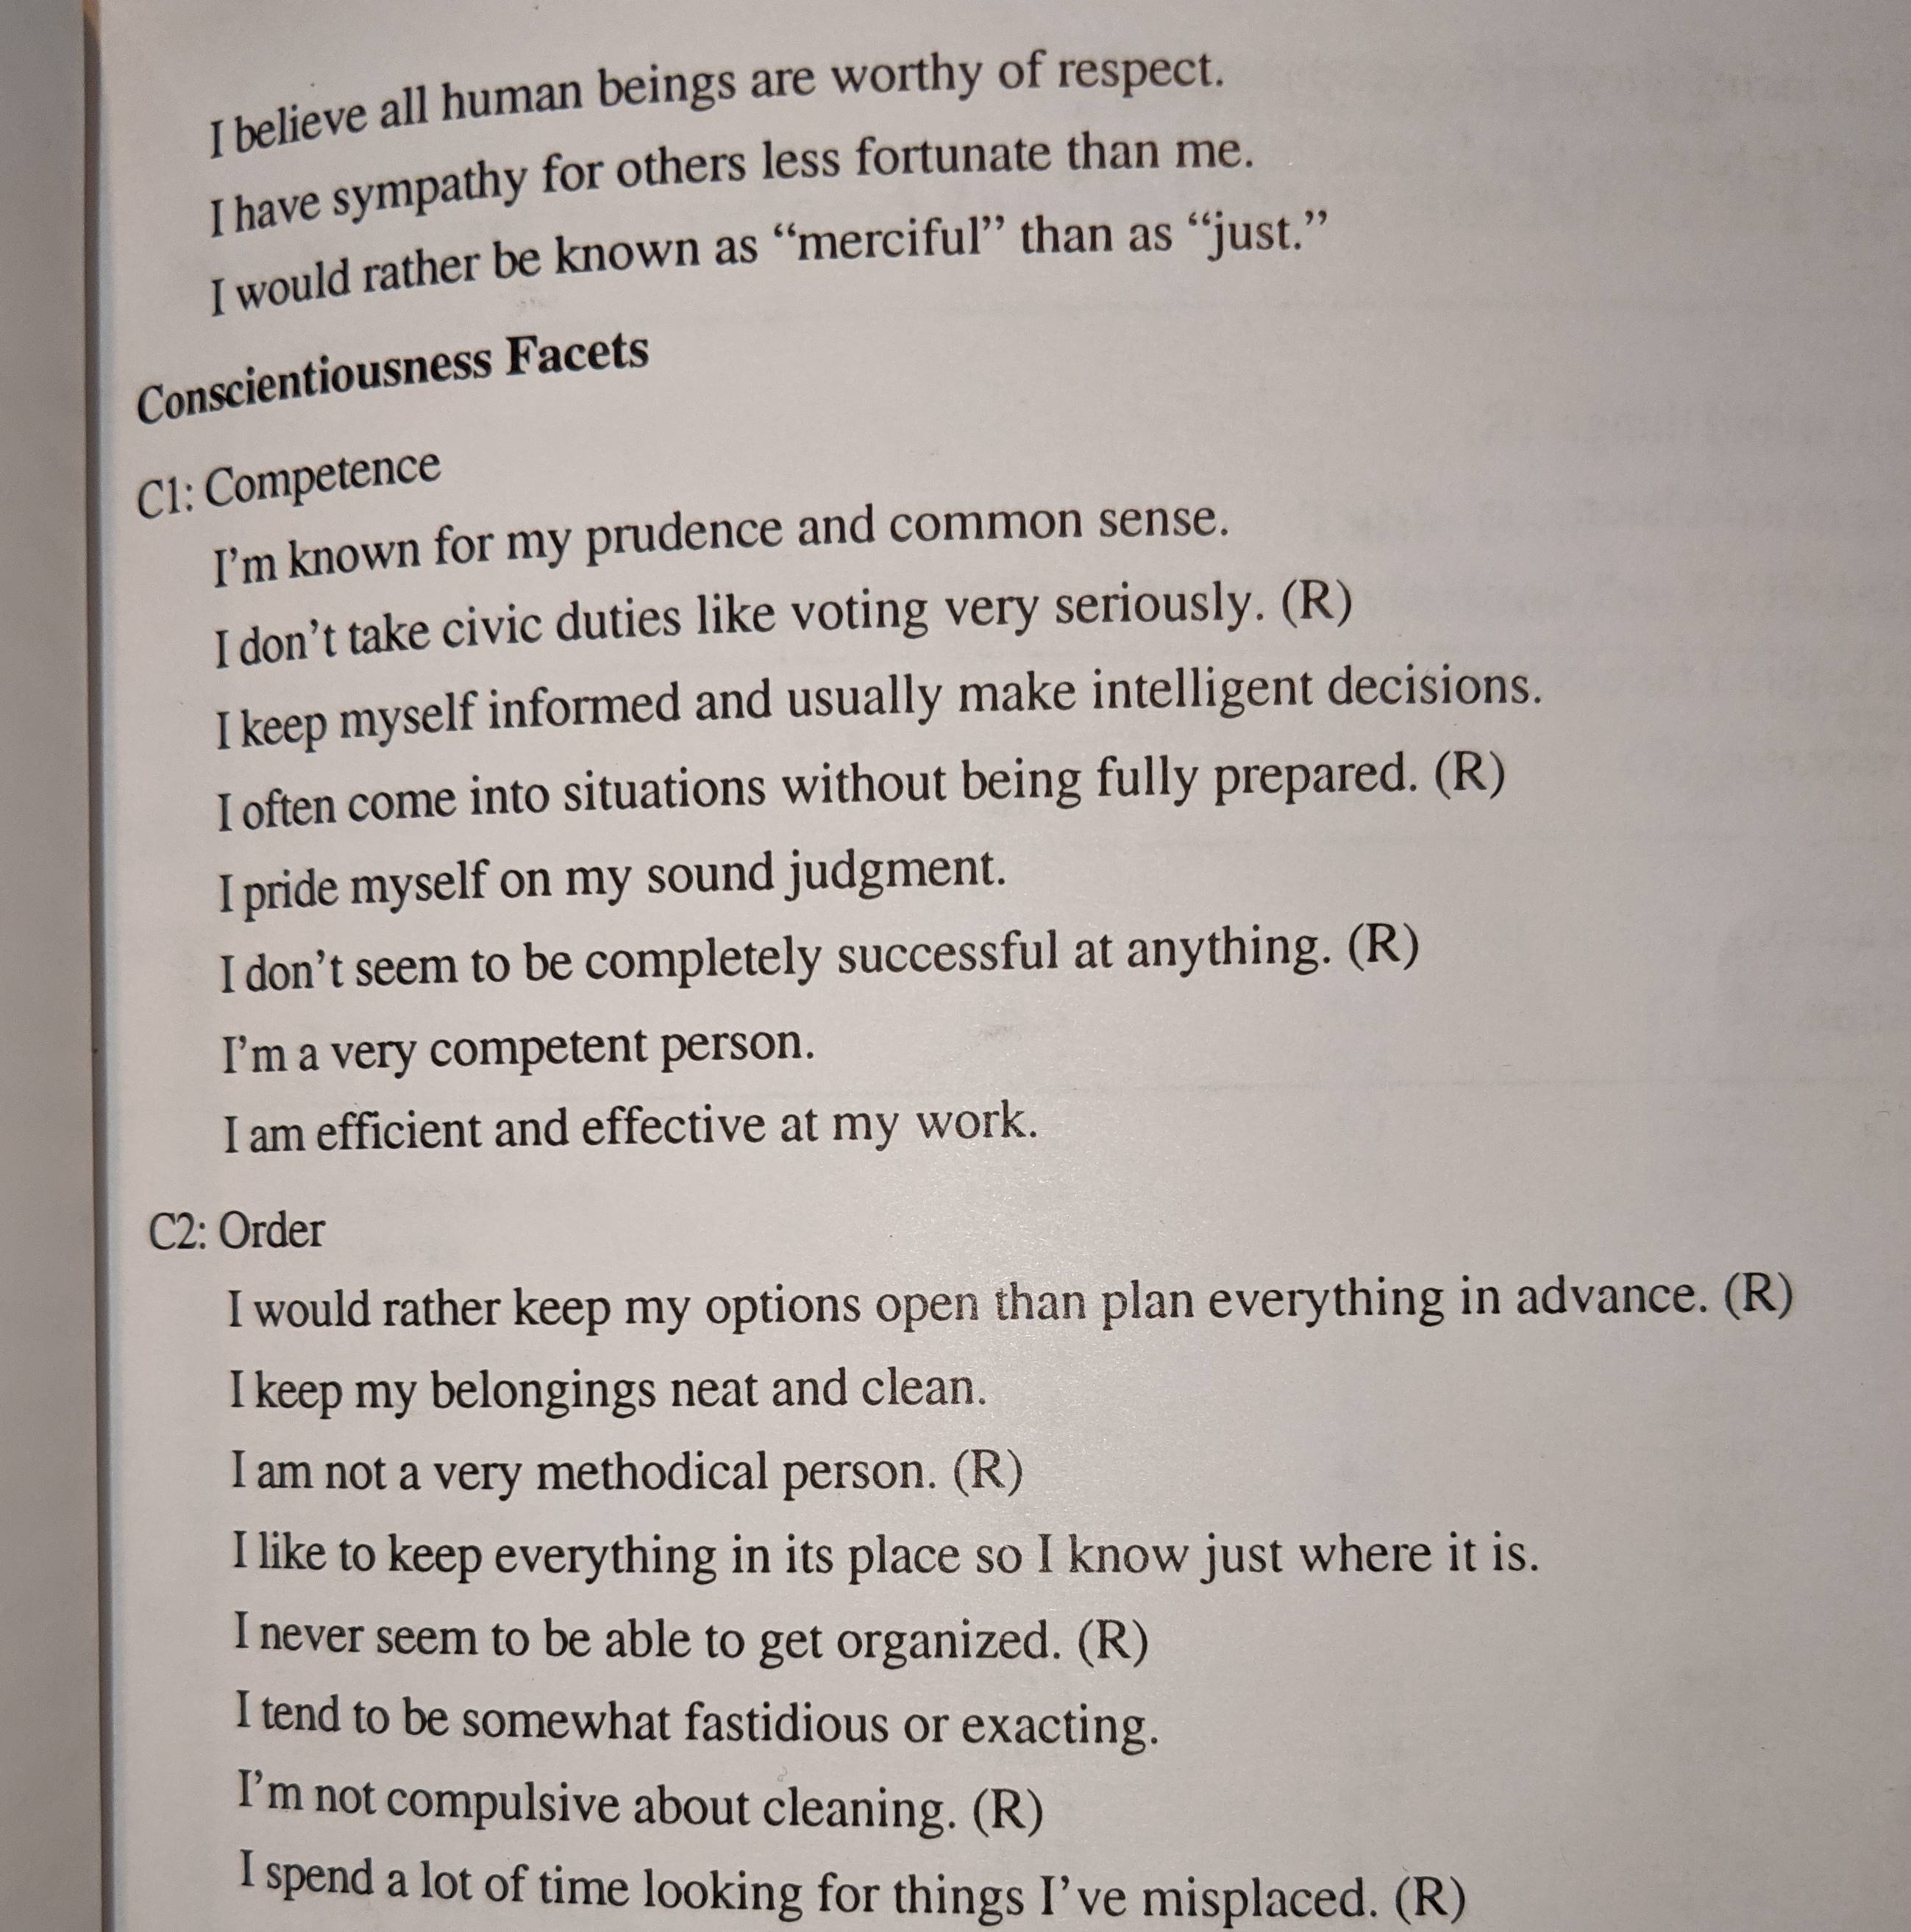 I believe all human beings are worthy of respect.
I have sympathy for others less fortunate than me.
I would rather be known as “merciful” than as “just.”
Conscientiousness Facets
C1: Competence
I’m known for my prudence and common sense.
I don’t take civic duties like voting very seriously. (R)
I keep myself informed and usually make intelligent decisions.
I often come into situations without being fully prepared. (R)
I pride myself on my sound judgment.
I don’t seem to be completely successful at anything. (R)
I’m a very competent person.
I am efficient and effective at my work.
C2: Order
I would rather keep my options open than plan everything in advance. (R)
I keep my belongings neat and clean.
I am not a very methodical person. (R)
I like to keep everything in its place so I know just where it is.
I never seem to be able to get organized. (R)
I tend to be somewhat fastidious or exacting.
I’m not compulsive about cleaning. (R)
I spend a lot of time looking for things I’ve misplaced. (R)